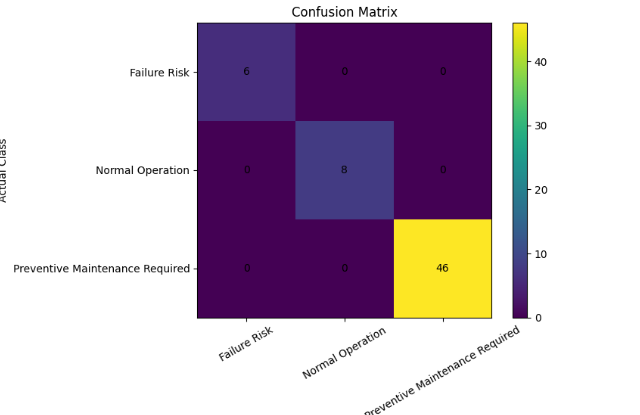 Confusion Matrix
Actual Class
Failure Risk
6 0 0
Normal Operation
0 8 0
Preventive Maintenance Required
0 0 46
Failure Risk
Normal Operation
Preventive Maintenance Required
40
30
20
10
0